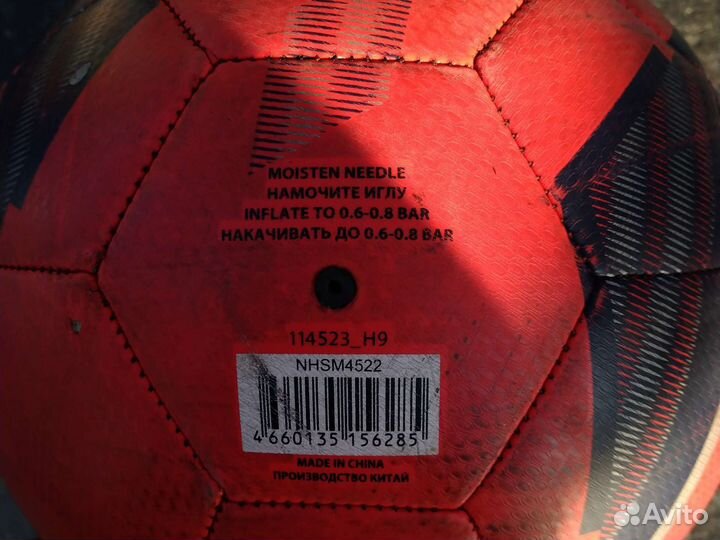 MOISTEN NEEDLE
НАМОЧИТЕ ИГЛУ
INFLATE TO 0.6-0.8 BAR
НАКАЧИВАТЬ ДО 0.6-0.8 BAR
114523_H9
NHSM4522
4 660135 156285
MADE IN CHINA
ПРОИЗВОДСТВО КИТАЙ
Avito